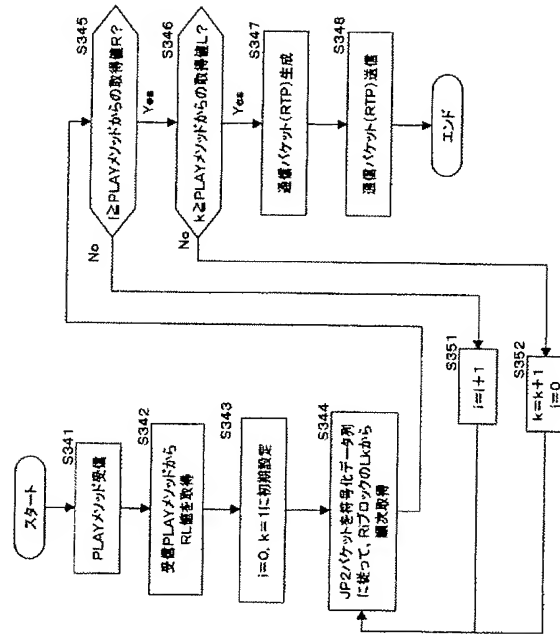 スタート
S341
PLAYメソッド受信
S342
受信PLAYメソッドから
RL値を取得
S343
i=0, k=1に初期設定
S344
JP2パケットを符号化データ列
に従って、RiブロックのLkから
順次取得
S345
i≧PLAYメソッドからの取得値R?
No
Yes
S346
k≧PLAYメソッドからの取得値L?
No
Yes
S347
通信パケット(RTP)生成
S348
通信パケット(RTP)送信
エンド
S351
i=i+1
S352
k=k+1
i=0